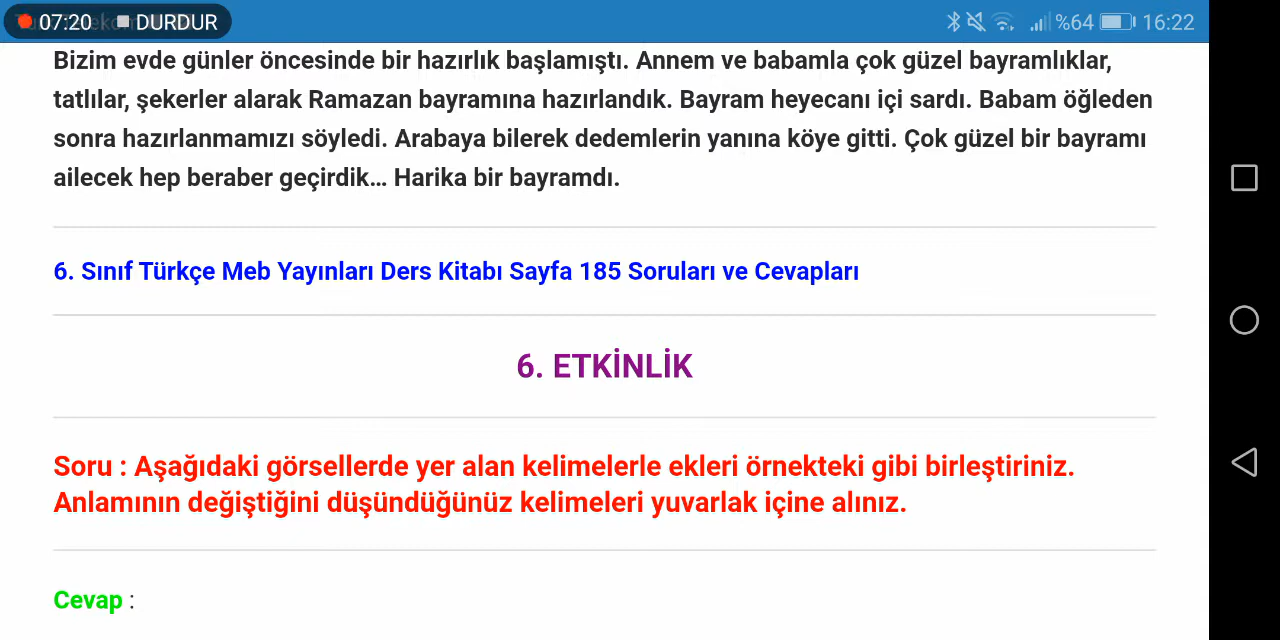 07:20 DURDUR %64 16:22
Bizim evde günler öncesinde bir hazırlık başlamıştı. Annem ve babamla çok güzel bayramlıklar,
tatlılar, şekerler alarak Ramazan bayramına hazırlandık. Bayram heyecanı içi sardı. Babam öğleden
sonra hazırlanmamızı söyledi. Arabaya bilerek dedemlerin yanına köye gitti. Çok güzel bir bayramı
ailecek hep beraber geçirdik... Harika bir bayramdı.
6. Sınıf Türkçe Meb Yayınları Ders Kitabı Sayfa 185 Soruları ve Cevapları
6. ETKİNLİK
Soru : Aşağıdaki görsellerde yer alan kelimelerle ekleri örnekteki gibi birleştiriniz.
Anlamının değiştiğini düşündüğünüz kelimeleri yuvarlak içine alınız.
Cevap :